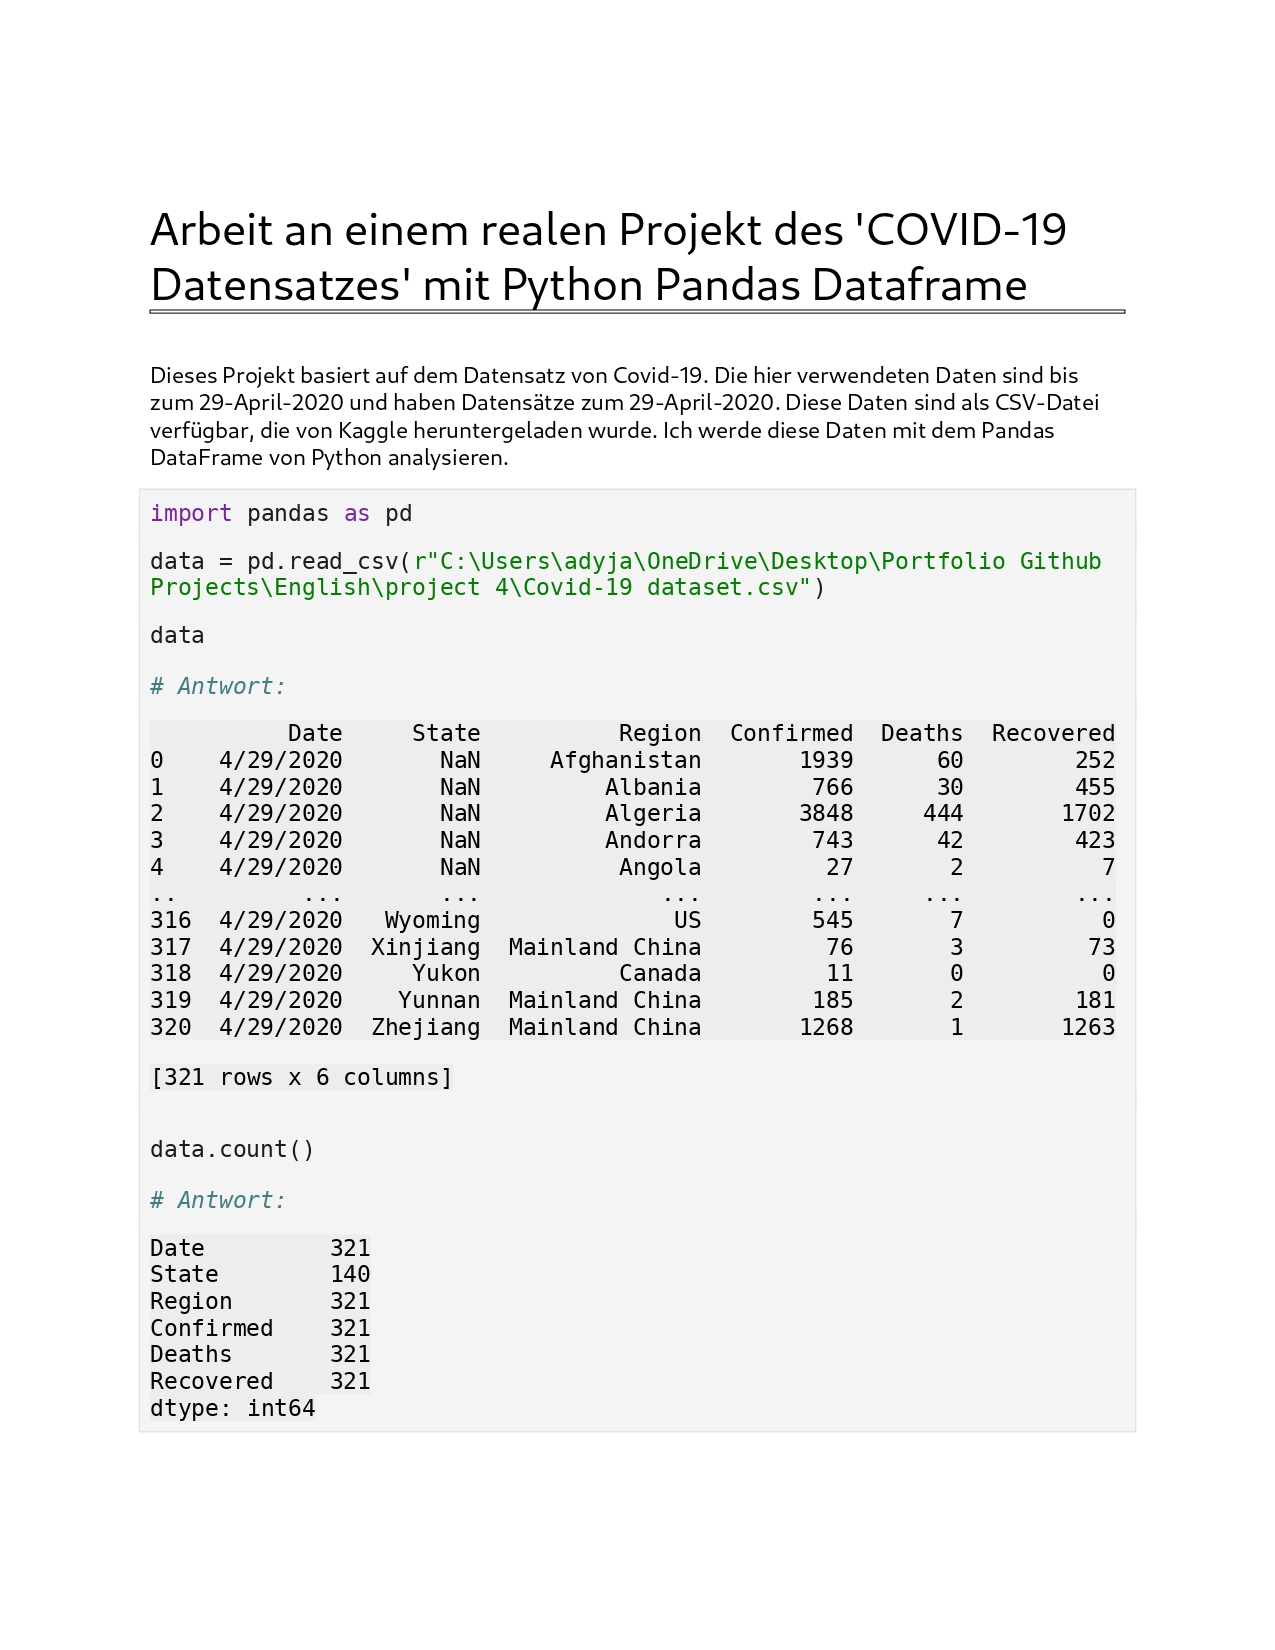 Arbeit an einem realen Projekt des 'COVID-19
Datensatzes' mit Python Pandas Dataframe
Dieses Projekt basiert auf dem Datensatz von Covid-19. Die hier verwendeten Daten sind bis
zum 29-April-2020 und haben Datensätze zum 29-April-2020. Diese Daten sind als CSV-Datei
verfügbar, die von Kaggle heruntergeladen wurde. Ich werde diese Daten mit dem Pandas
DataFrame von Python analysieren.
import pandas as pd
data = pd.read_csv(r"C:\Users\adyja\OneDrive\Desktop\Portfolio Github
Projects\English\project 4\Covid-19 dataset.csv")
data
# Antwort:
          Date     State          Region  Confirmed  Deaths  Recovered
0    4/29/2020       NaN     Afghanistan       1939      60        252
1    4/29/2020       NaN         Albania        766      30        455
2    4/29/2020       NaN         Algeria       3848     444       1702
3    4/29/2020       NaN         Andorra        743      42        423
4    4/29/2020       NaN          Angola         27       2          7
..         ...       ...             ...        ...     ...        ...
316  4/29/2020   Wyoming              US        545       7          0
317  4/29/2020  Xinjiang  Mainland China         76       3         73
318  4/29/2020     Yukon          Canada         11       0          0
319  4/29/2020    Yunnan  Mainland China        185       2        181
320  4/29/2020  Zhejiang  Mainland China       1268       1       1263
[321 rows x 6 columns]
data.count()
# Antwort:
Date         321
State        140
Region       321
Confirmed    321
Deaths       321
Recovered    321
dtype: int64